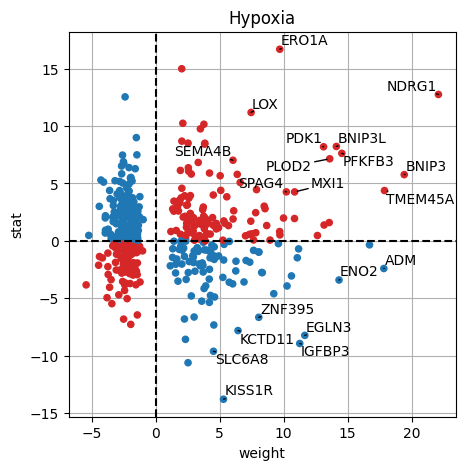 Hypoxia
ERO1A
NDRG1
LOX
PDK1
BNIP3L
SEMA4B
PLOD2
PFKFB3
BNIP3
SPAG4
MXI1
TMEM45A
ENO2
ADM
ZNF395
EGLN3
KCTD11
IGFBP3
SLC6A8
KISS1R
stat
15
10
5
0
−5
−10
−15
−5
0
5
10
15
20
weight